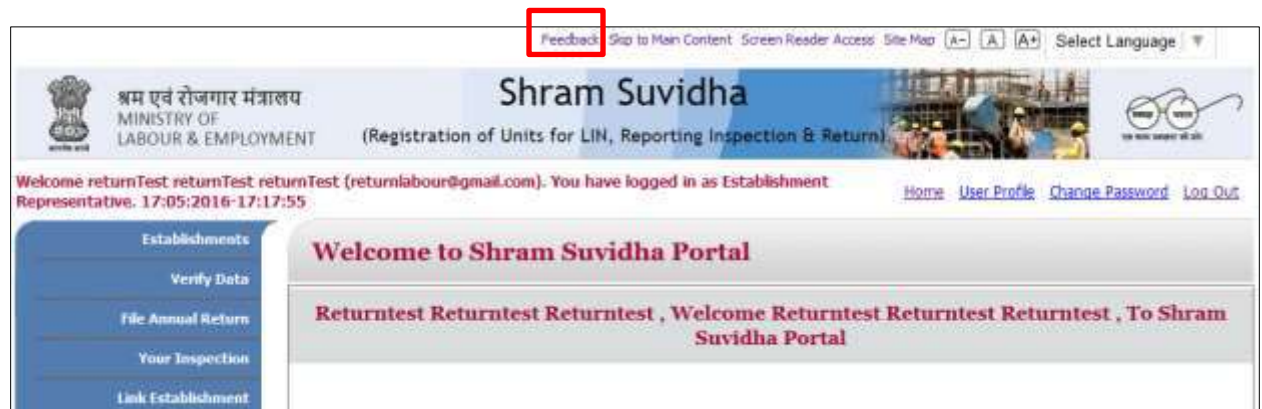 Feedback Skip to Main Content Screen Reader Access Site Map A- A A+ Select Language ▼
श्रम एवं रोजगार मंत्रालय
MINISTRY OF
LABOUR & EMPLOYMENT
Shram Suvidha
(Registration of Units for LIN, Reporting Inspection & Return)
Welcome returnTest returnTest returnTest (returnlabour@gmail.com). You have logged in as Establishment
Representative. 17:05:2016-17:17:55
Home User Profile Change Password Log Out
Establishments
Verify Data
File Annual Return
Your Inspection
Link Establishment
Welcome to Shram Suvidha Portal
Returntest Returntest Returntest , Welcome Returntest Returntest Returntest , To Shram
Suvidha Portal